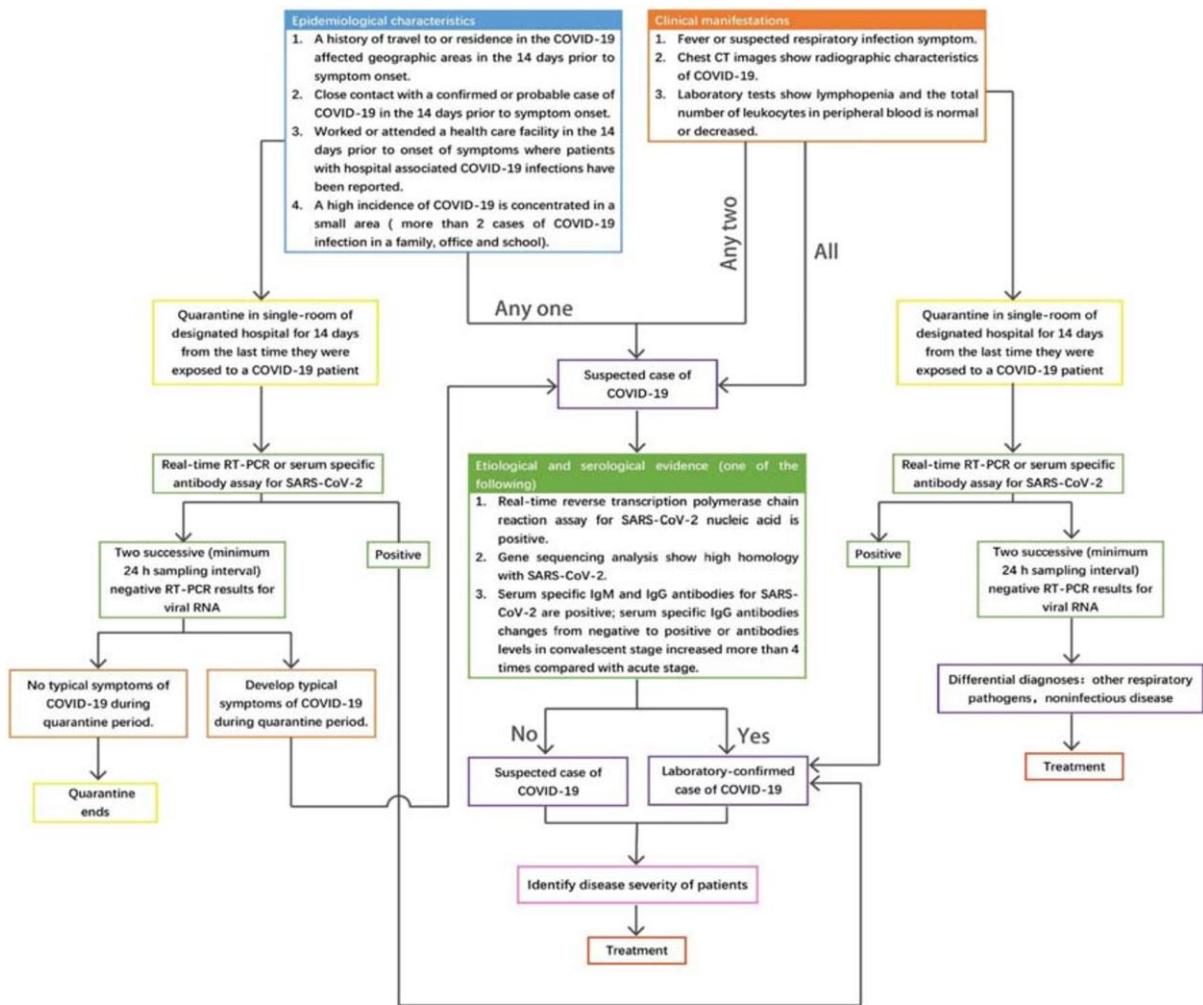 Epidemiological characteristics
1. A history of travel to or residence in the COVID-19
affected geographic areas in the 14 days prior to
symptom onset.
2. Close contact with a confirmed or probable case of
COVID-19 in the 14 days prior to symptom onset.
3. Worked or attended a health care facility in the 14
days prior to onset of symptoms where patients
with hospital associated COVID-19 infections have
been reported.
4. A high incidence of COVID-19 is concentrated in a
small area ( more than 2 cases of COVID-19
infection in a family, office and school).
Clinical manifestations
1. Fever or suspected respiratory infection symptom.
2. Chest CT images show radiographic characteristics
of COVID-19.
3. Laboratory tests show lymphopenia and the total
number of leukocytes in peripheral blood is normal
or decreased.
Any one
Any two
All
Quarantine in single-room of
designated hospital for 14 days
from the last time they were
exposed to a COVID-19 patient
Suspected case of
COVID-19
Quarantine in single-room of
designated hospital for 14 days
from the last time they were
exposed to a COVID-19 patient
Real-time RT-PCR or serum specific
antibody assay for SARS-CoV-2
Etiological and serological evidence (one of the
following)
1. Real-time reverse transcription polymerase chain
reaction assay for SARS-CoV-2 nucleic acid is
positive.
2. Gene sequencing analysis show high homology
with SARS-CoV-2.
3. Serum specific IgM and IgG antibodies for SARS-
CoV-2 are positive; serum specific IgG antibodies
changes from negative to positive or antibodies
levels in convalescent stage increased more than 4
times compared with acute stage.
Real-time RT-PCR or serum specific
antibody assay for SARS-CoV-2
Two successive (minimum
24 h sampling interval)
negative RT-PCR results for
viral RNA
Positive
Positive
Two successive (minimum
24 h sampling interval)
negative RT-PCR results for
viral RNA
No typical symptoms of
COVID-19 during
quarantine period.
Develop typical
symptoms of COVID-19
during quarantine period.
Differential diagnoses: other respiratory
pathogens, noninfectious disease
No
Yes
Quarantine
ends
Suspected case of
COVID-19
Laboratory-confirmed
case of COVID-19
Treatment
Identify disease severity of patients
Treatment